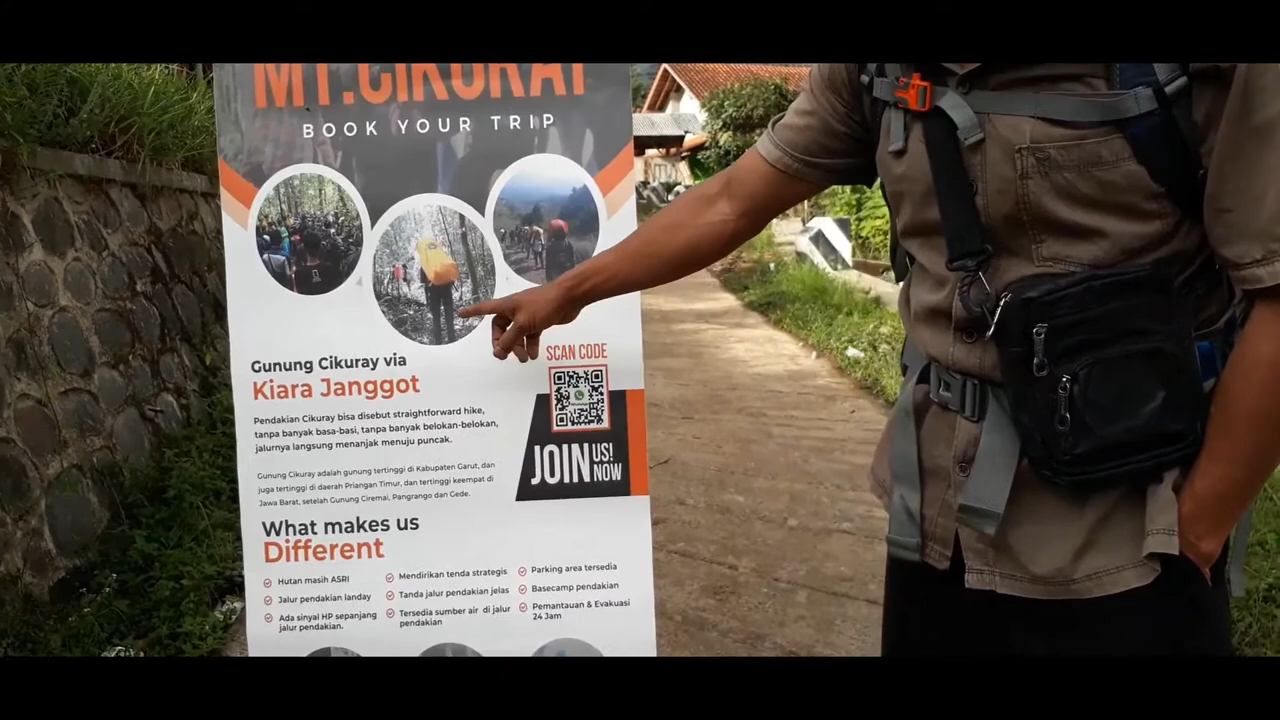 MT.CIKURAI
BOOK YOUR TRIP
Gunung Cikuray via
Kiara Janggot
Pendakian Cikuray bisa disebut straightforward hike,
tanpa banyak basa-basi, tanpa banyak belokan-belokan,
jalurnya langsung menanjak menuju puncak.
Gunung Cikuray adalah gunung tertinggi di Kabupaten Garut, dan
juga tertinggi di daerah Priangan Timur, dan tertinggi keempat di
Jawa Barat, setelah Gunung Ciremai, Pangrango dan Gede.
SCAN CODE
JOIN US!
NOW
What makes us
Different
Hutan masih ASRI
Jalur pendakian landay
Ada sinyal HP sepanjang
jalur pendakian.
Mendirikan tenda strategis
Tanda jalur pendakian jelas
Tersedia sumber air di jalur
pendakian
Parking area tersedia
Basecamp pendakian
Pemantauan & Evakuasi
24 Jam